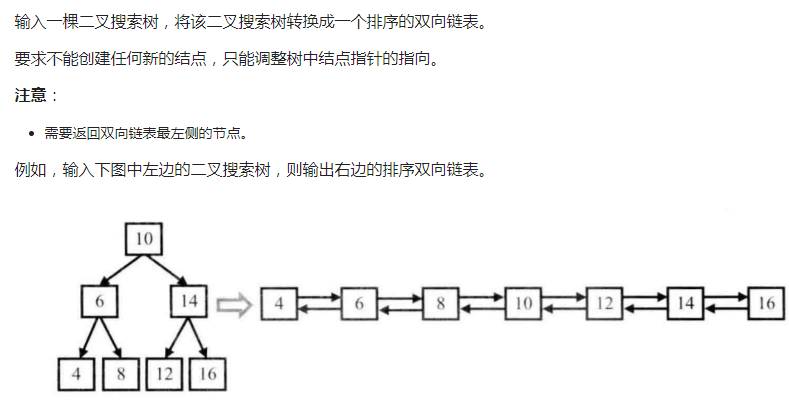 输入一棵二叉搜索树，将该二叉搜索树转换成一个排序的双向链表。
要求不能创建任何新的结点，只能调整树中结点指针的指向。
注意：
• 需要返回双向链表最左侧的节点。
例如，输入下图中左边的二叉搜索树，则输出右边的排序双向链表。
10
6 14
4 8 12 16
4 6 8 10 12 14 16